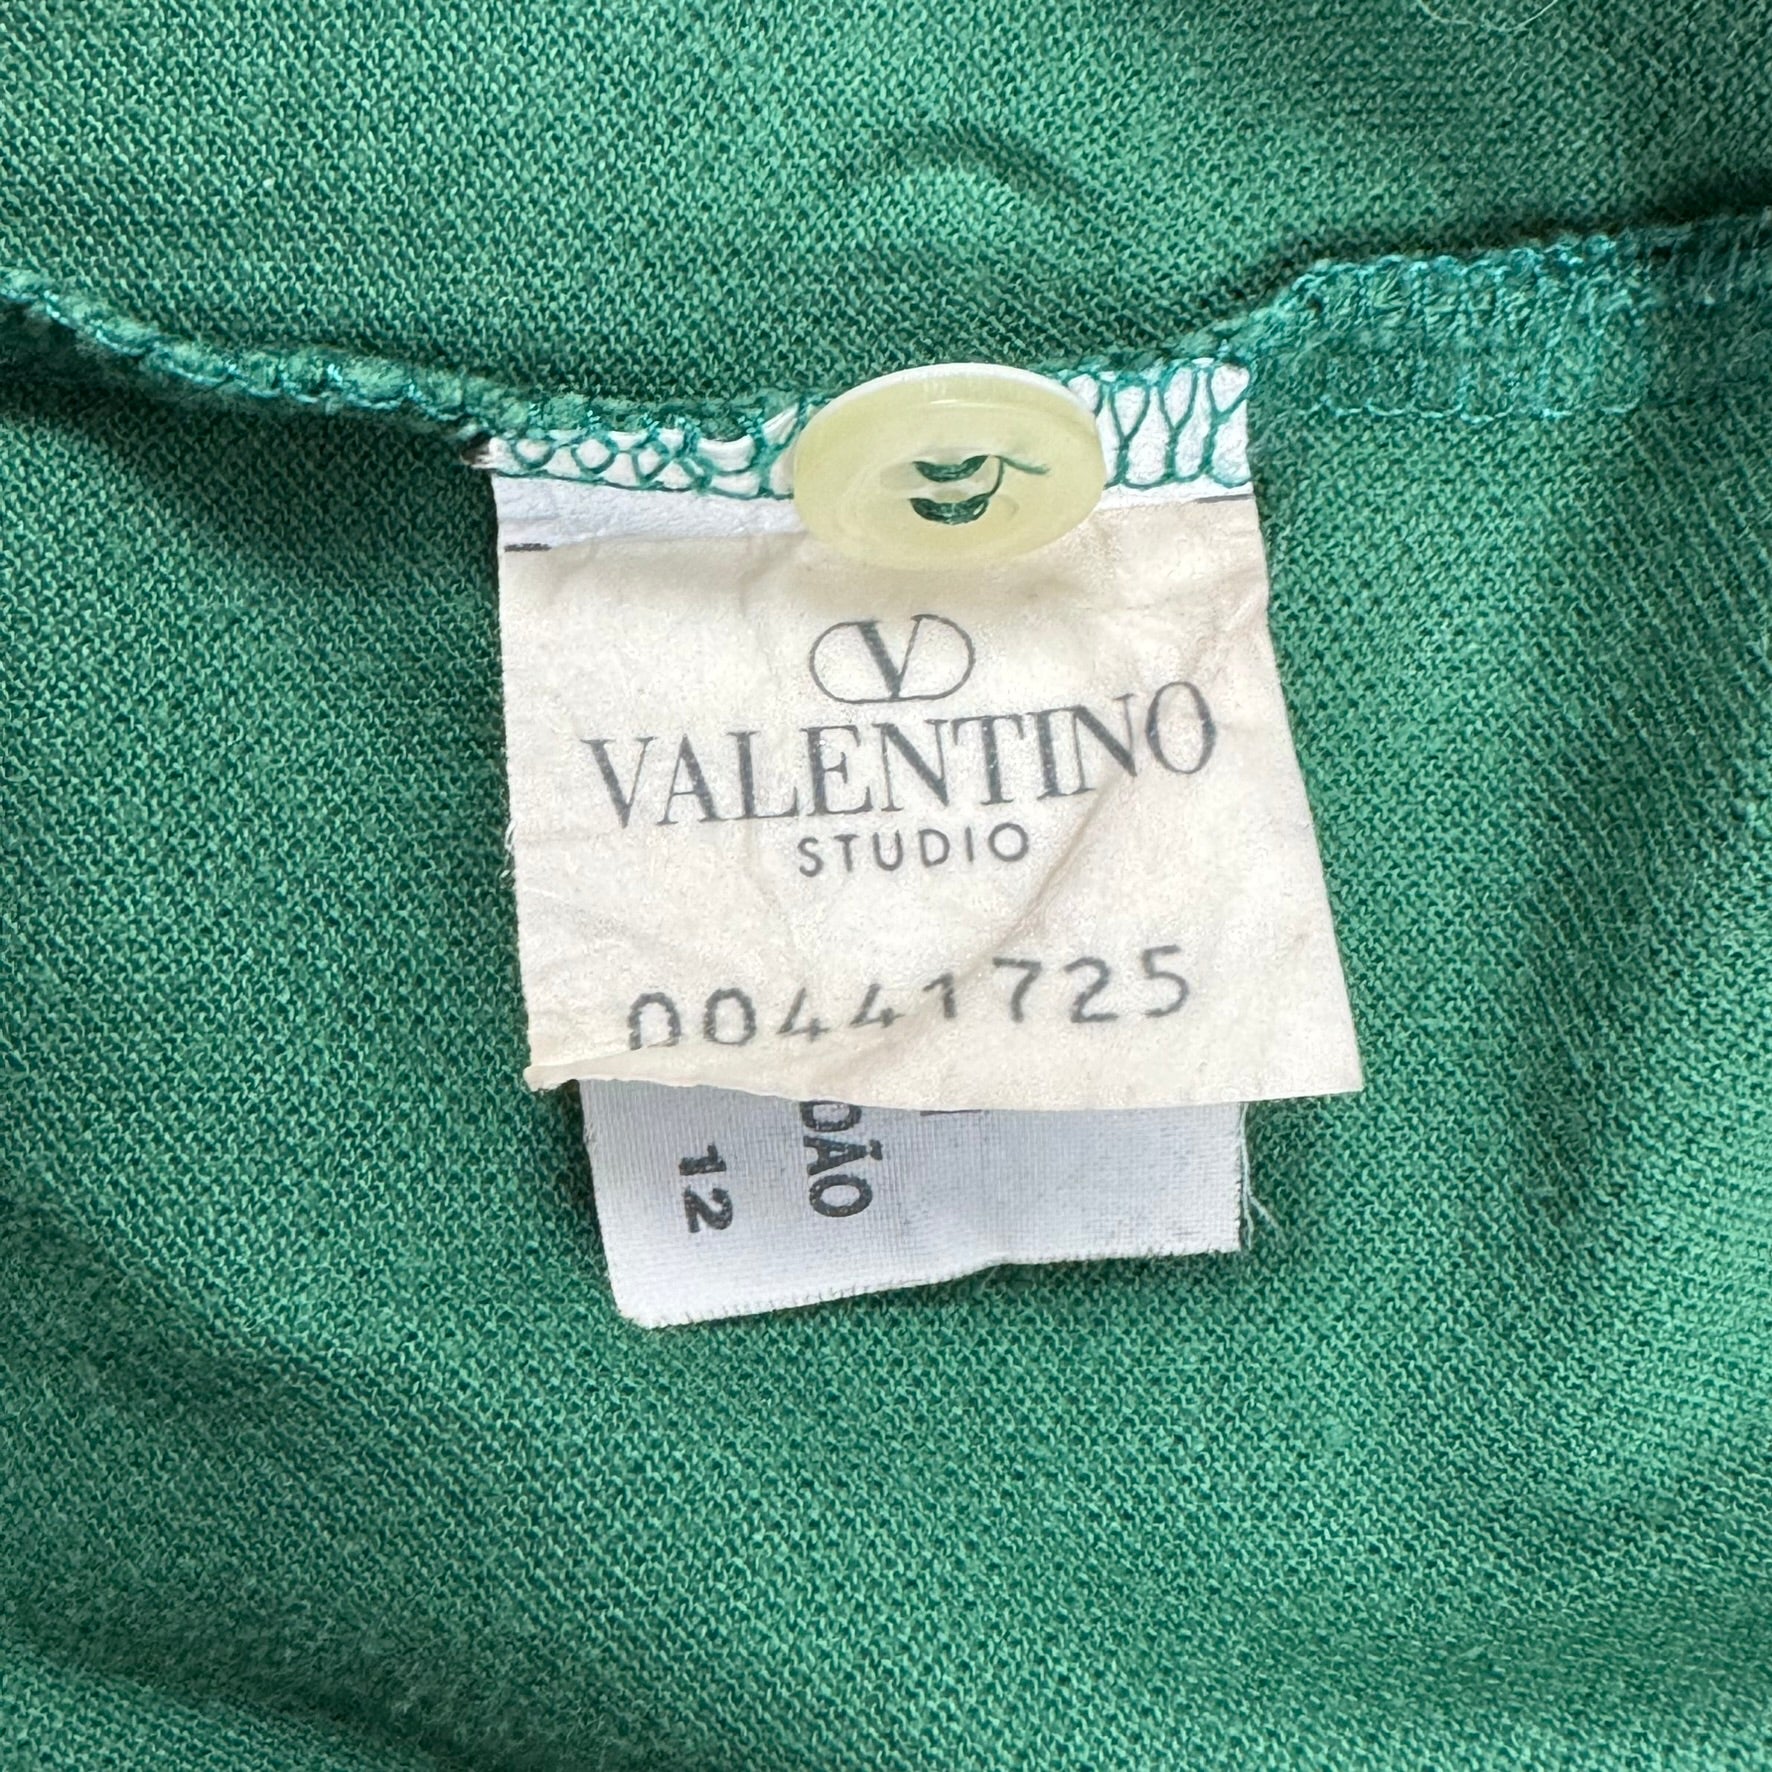 V
VALENTINO
STUDIO
00441725
DÃO
12